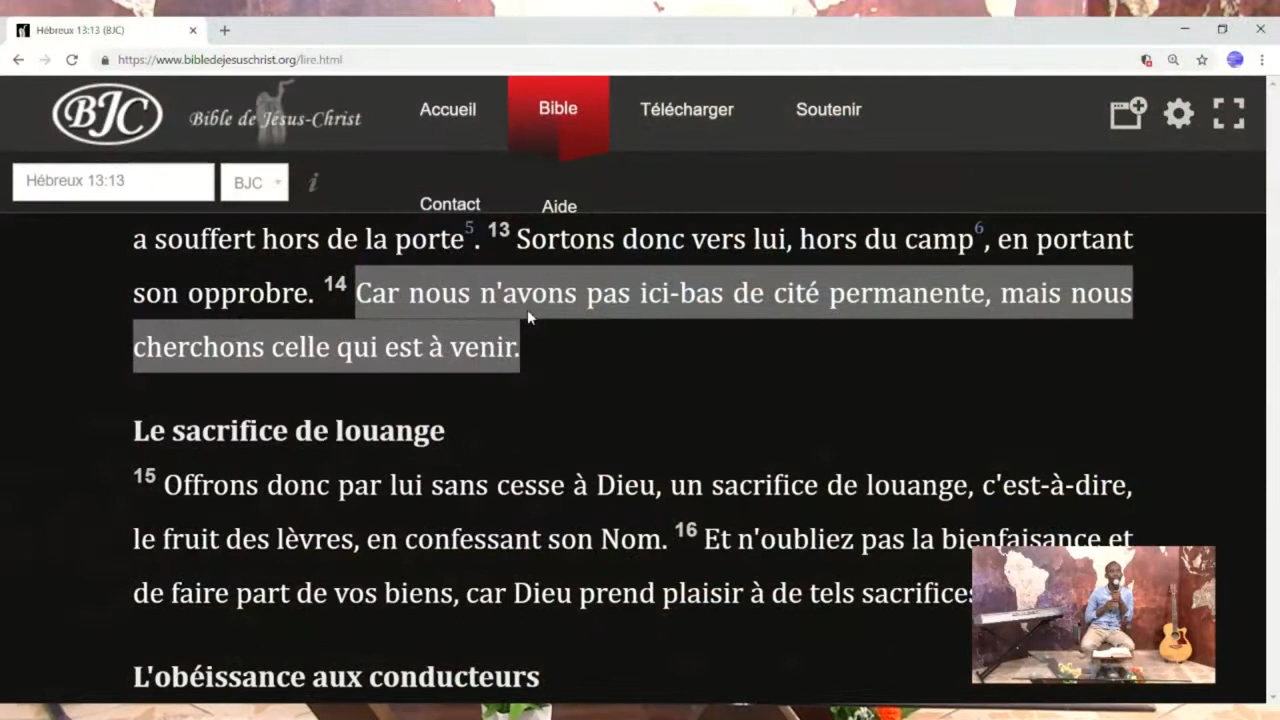 Hébreux 13:13 (BJC)
https://www.bibledejesuschrist.org/lire.html
BJC Bible de Jésus-Christ Accueil Bible Télécharger Soutenir
Hébreux 13:13 BJC i
Contact Aide
a souffert hors de la porte5. 13 Sortons donc vers lui, hors du camp6, en portant
son opprobre. 14 Car nous n'avons pas ici-bas de cité permanente, mais nous
cherchons celle qui est à venir.
Le sacrifice de louange
15 Offrons donc par lui sans cesse à Dieu, un sacrifice de louange, c'est-à-dire,
le fruit des lèvres, en confessant son Nom. 16 Et n'oubliez pas la bienfaisance et
de faire part de vos biens, car Dieu prend plaisir à de tels sacrifices
L'obéissance aux conducteurs